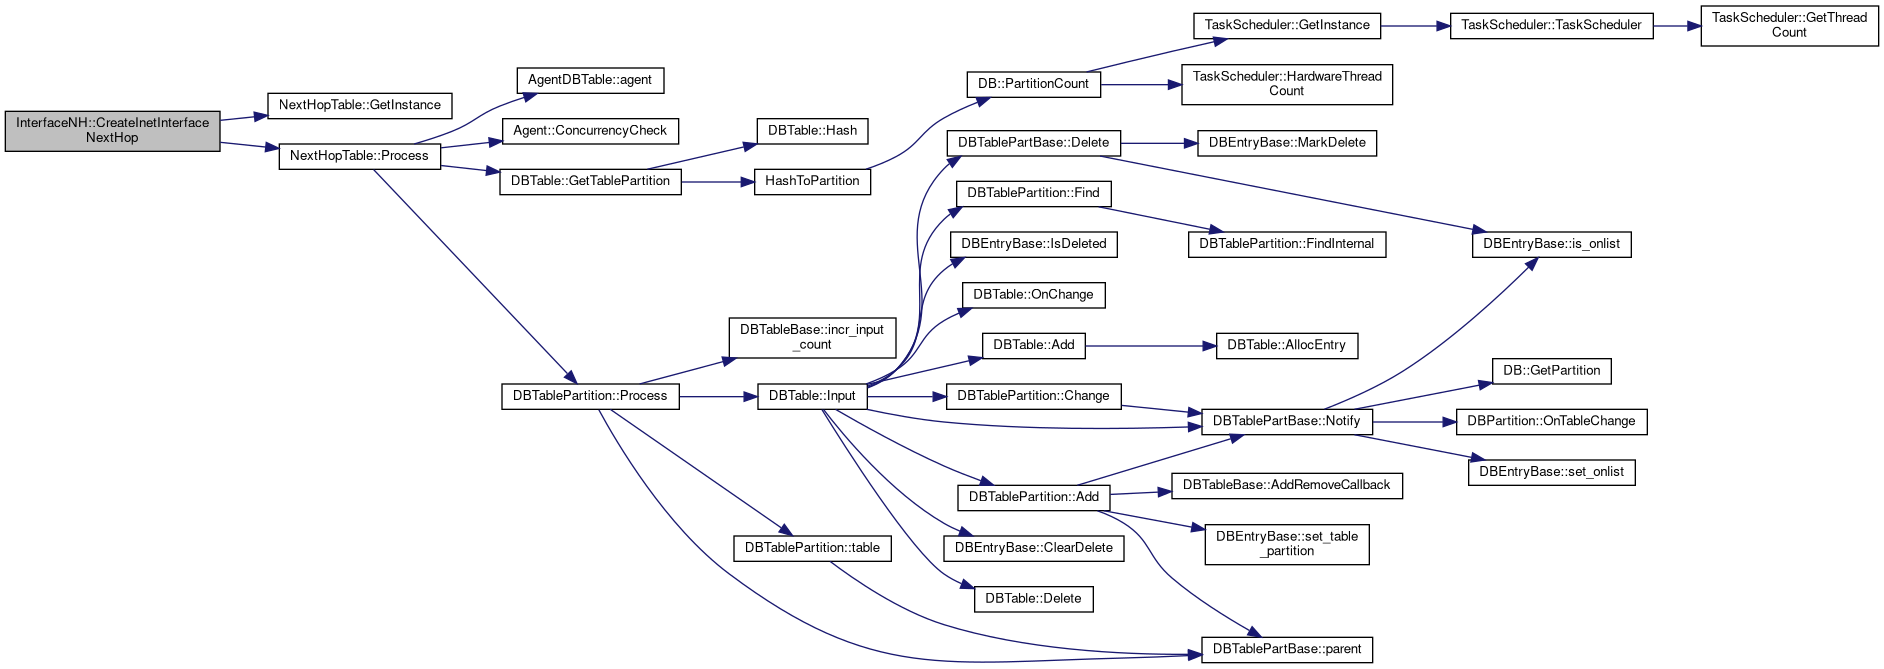 InterfaceNH::CreateInetInterface
NextHop
NextHopTable::GetInstance
NextHopTable::Process
AgentDBTable::agent
Agent::ConcurrencyCheck
DBTable::GetTablePartition
DBTable::Hash
HashToPartition
DB::PartitionCount
TaskScheduler::GetInstance
TaskScheduler::TaskScheduler
TaskScheduler::GetThread
Count
TaskScheduler::HardwareThread
Count
DBTablePartition::Process
DBTableBase::incr_input
_count
DBTable::Input
DBTablePartBase::Delete
DBEntryBase::MarkDelete
DBTablePartition::Find
DBTablePartition::FindInternal
DBEntryBase::is_onlist
DBEntryBase::IsDeleted
DBTable::OnChange
DBTable::Add
DBTable::AllocEntry
DBTablePartition::Change
DBTablePartBase::Notify
DB::GetPartition
DBPartition::OnTableChange
DBEntryBase::set_onlist
DBTablePartition::Add
DBTableBase::AddRemoveCallback
DBEntryBase::set_table
_partition
DBTablePartition::table
DBEntryBase::ClearDelete
DBTable::Delete
DBTablePartBase::parent